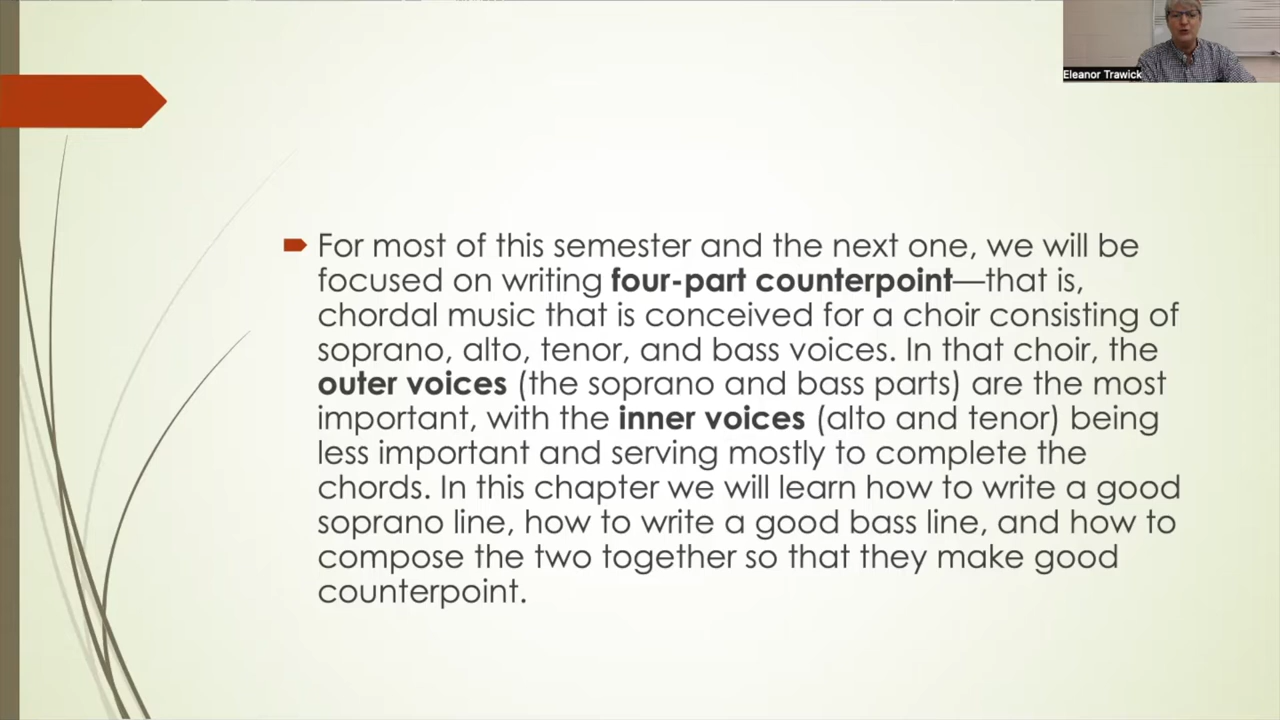 Eleanor Trawick
For most of this semester and the next one, we will be
focused on writing four-part counterpoint—that is,
chordal music that is conceived for a choir consisting of
soprano, alto, tenor, and bass voices. In that choir, the
outer voices (the soprano and bass parts) are the most
important, with the inner voices (alto and tenor) being
less important and serving mostly to complete the
chords. In this chapter we will learn how to write a good
soprano line, how to write a good bass line, and how to
compose the two together so that they make good
counterpoint.